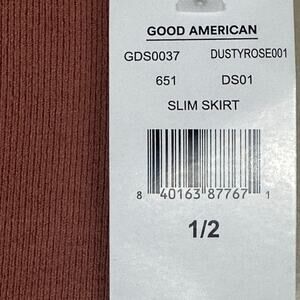 GOOD AMERICAN
GDS0037 DUSTYROSE001
651 DS01
SLIM SKIRT
8 40163 87767 1
1/2